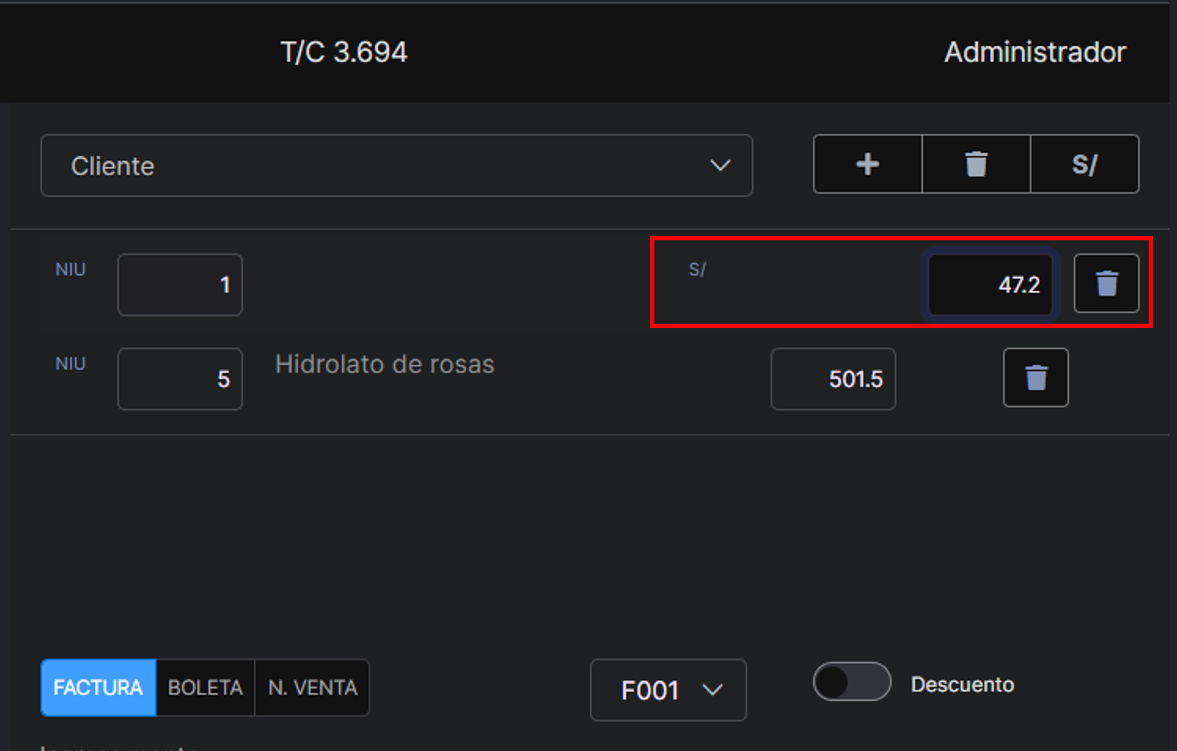 T/C 3.694 Administrador
Cliente S/
NIU 1 S/ 47.2
NIU 5 Hidrolato de rosas 501.5
FACTURA BOLETA N. VENTA F001 Descuento